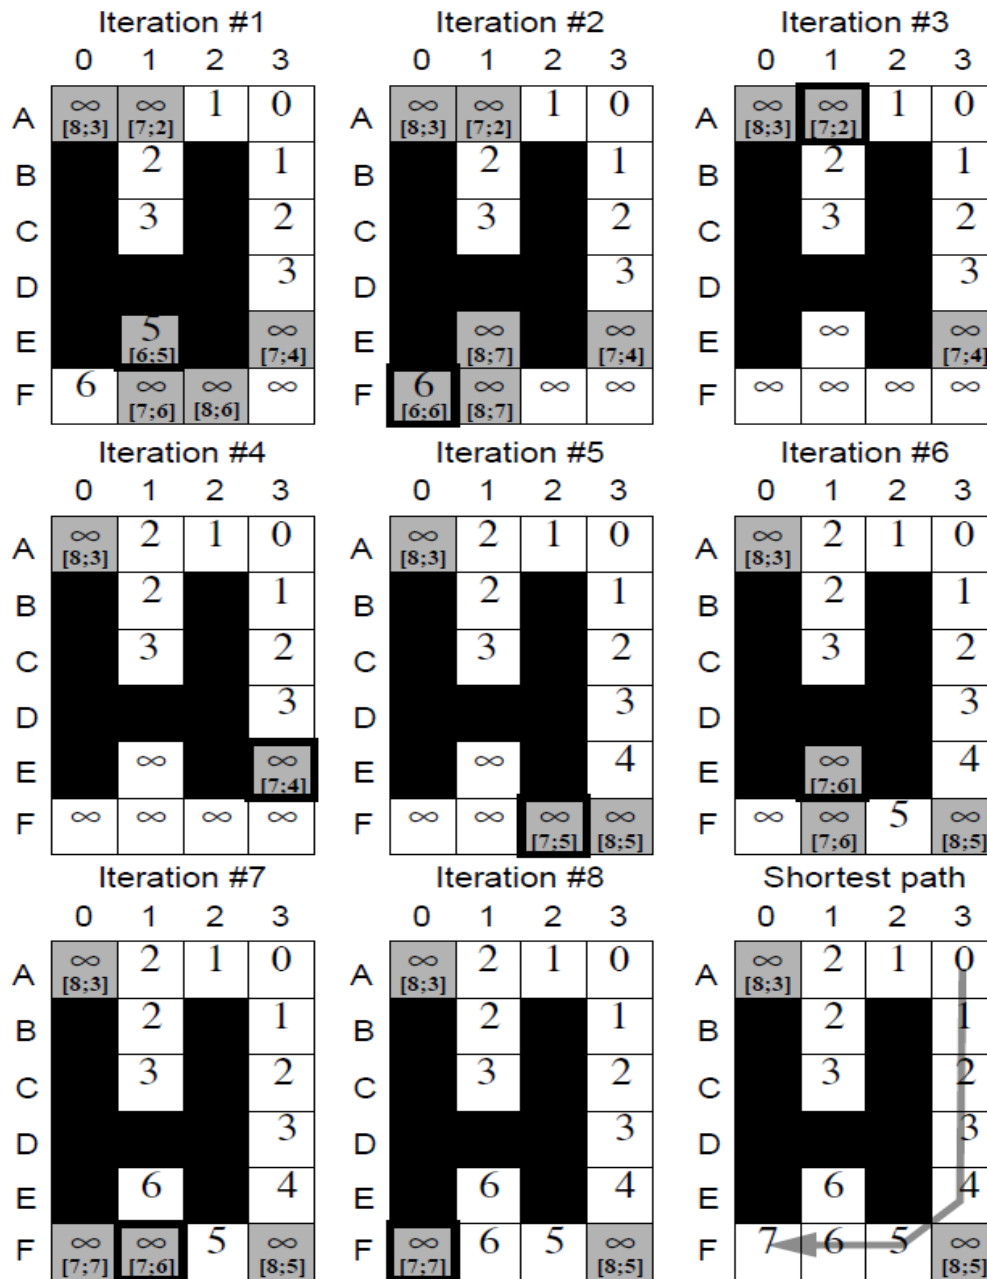 Iteration #1 Iteration #2 Iteration #3
0 1 2 3 0 1 2 3 0 1 2 3
A ∞ ∞ 1 0 A ∞ ∞ 1 0 A ∞ ∞ 1 0
[8;3] [7;2] [8;3] [7;2] [8;3] [7;2]
B 2 1 B 2 1 B 2 1
C 3 2 C 3 2 C 3 2
D 3 D 3 D 3
E 5 ∞ E ∞ ∞ E ∞ ∞
[6;5] [7;4] [8;7] [7;4] [7;4]
F 6 ∞ ∞ ∞ F 6 ∞ ∞ ∞ F ∞ ∞ ∞ ∞
[7;6] [8;6] [6;6] [8;7]
Iteration #4 Iteration #5 Iteration #6
0 1 2 3 0 1 2 3 0 1 2 3
A ∞ 2 1 0 A ∞ 2 1 0 A ∞ 2 1 0
[8;3] [8;3] [8;3]
B 2 1 B 2 1 B 2 1
C 3 2 C 3 2 C 3 2
D 3 D 3 D 3
E ∞ ∞ E ∞ 4 E ∞ 4
[7;4] [7;6]
F ∞ ∞ ∞ ∞ F ∞ ∞ ∞ ∞ F ∞ ∞ 5 ∞
[7;5] [8;5] [7;6] [8;5]
Iteration #7 Iteration #8 Shortest path
0 1 2 3 0 1 2 3 0 1 2 3
A ∞ 2 1 0 A ∞ 2 1 0 A ∞ 2 1 0
[8;3] [8;3] [8;3]
B 2 1 B 2 1 B 2 1
C 3 2 C 3 2 C 3 2
D 3 D 3 D 3
E 6 4 E 6 4 E 6 4
F ∞ ∞ 5 ∞ F ∞ 6 5 ∞ F 7 6 5 ∞
[7;7] [7;6] [8;5] [7;7] [8;5] [8;5]